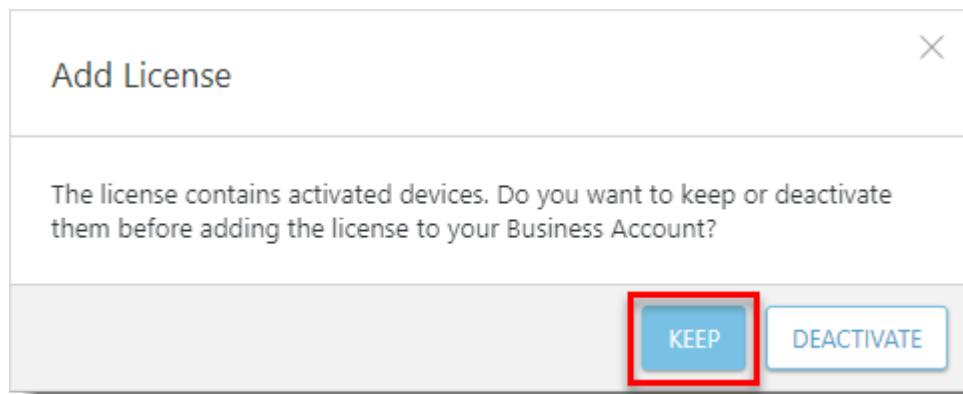 Add License
The license contains activated devices. Do you want to keep or deactivate
them before adding the license to your Business Account?
KEEP
DEACTIVATE